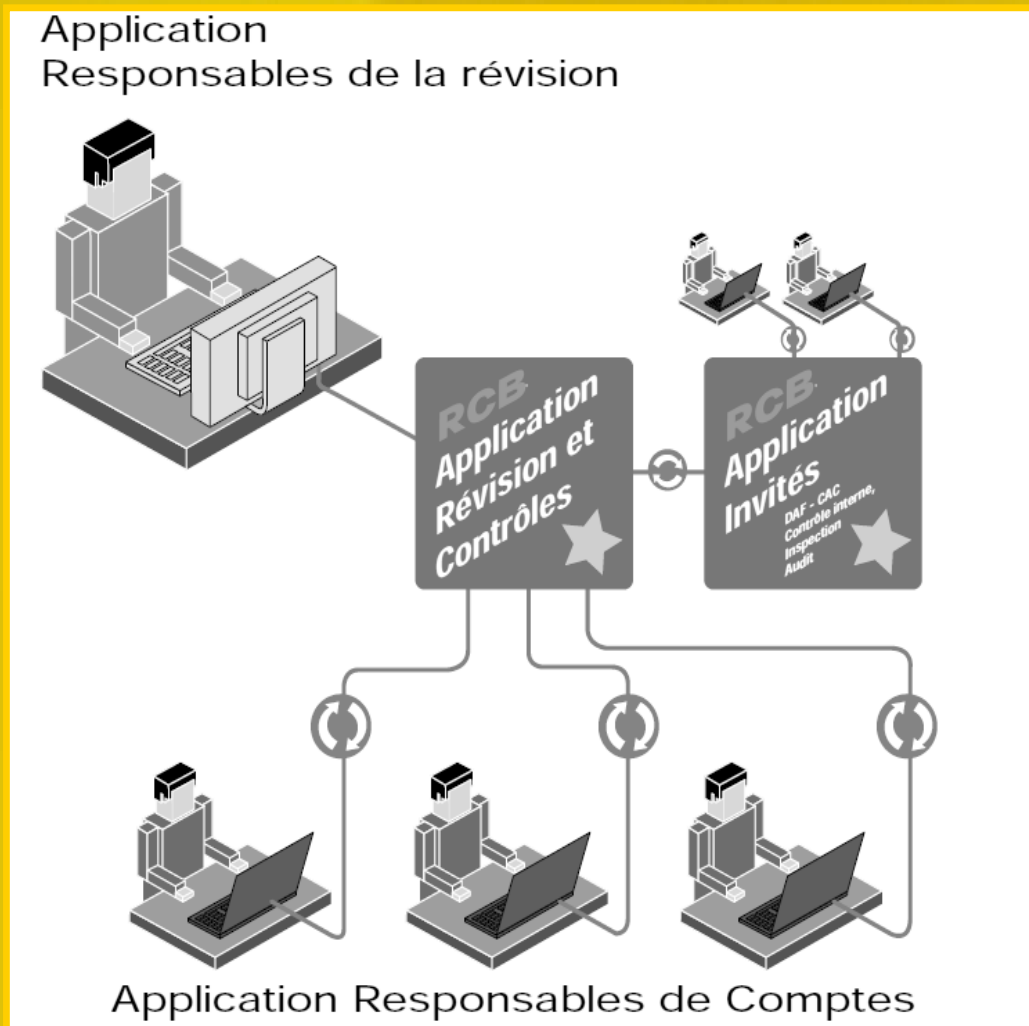 Application
Responsables de la révision
RCB
Application
Révision et
Contrôles
RCB
Application
Invités
DAF - CAC
Contrôle interne,
Inspection
Audit
Application Responsables de Comptes